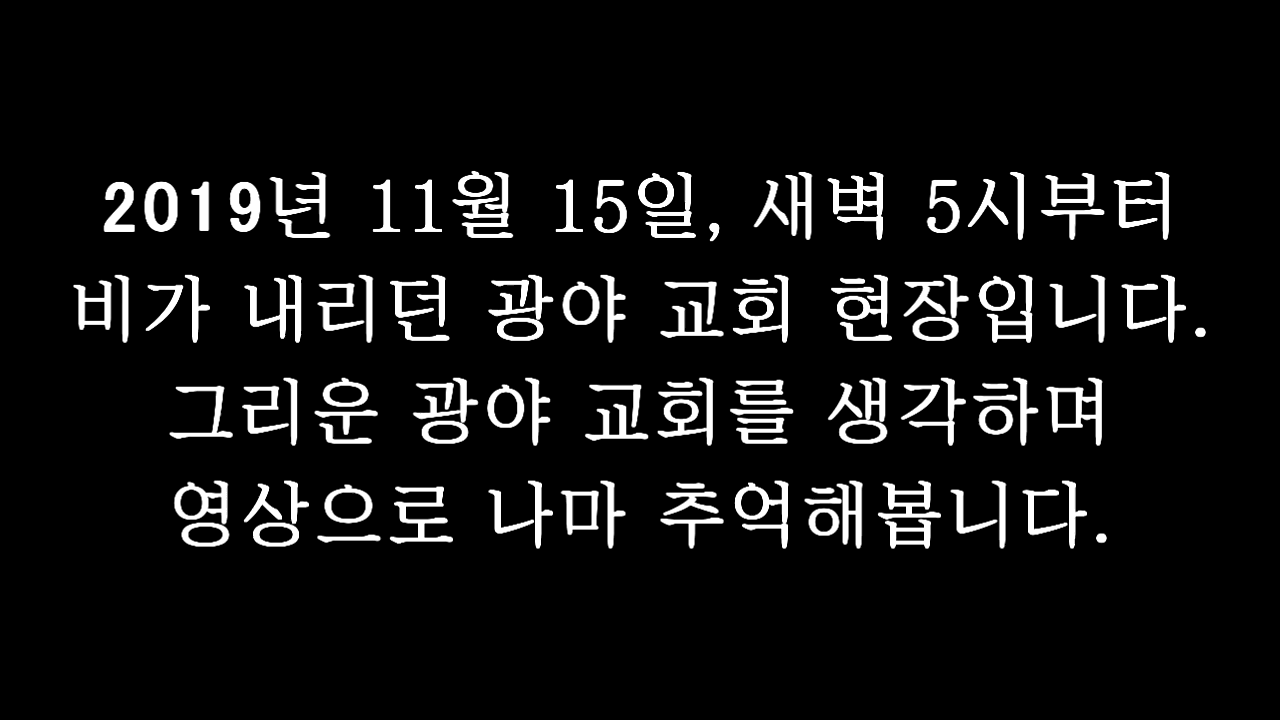 2019년 11월 15일, 새벽 5시부터
비가 내리던 광야 교회 현장입니다.
그리운 광야 교회를 생각하며
영상으로 나마 추억해봅니다.